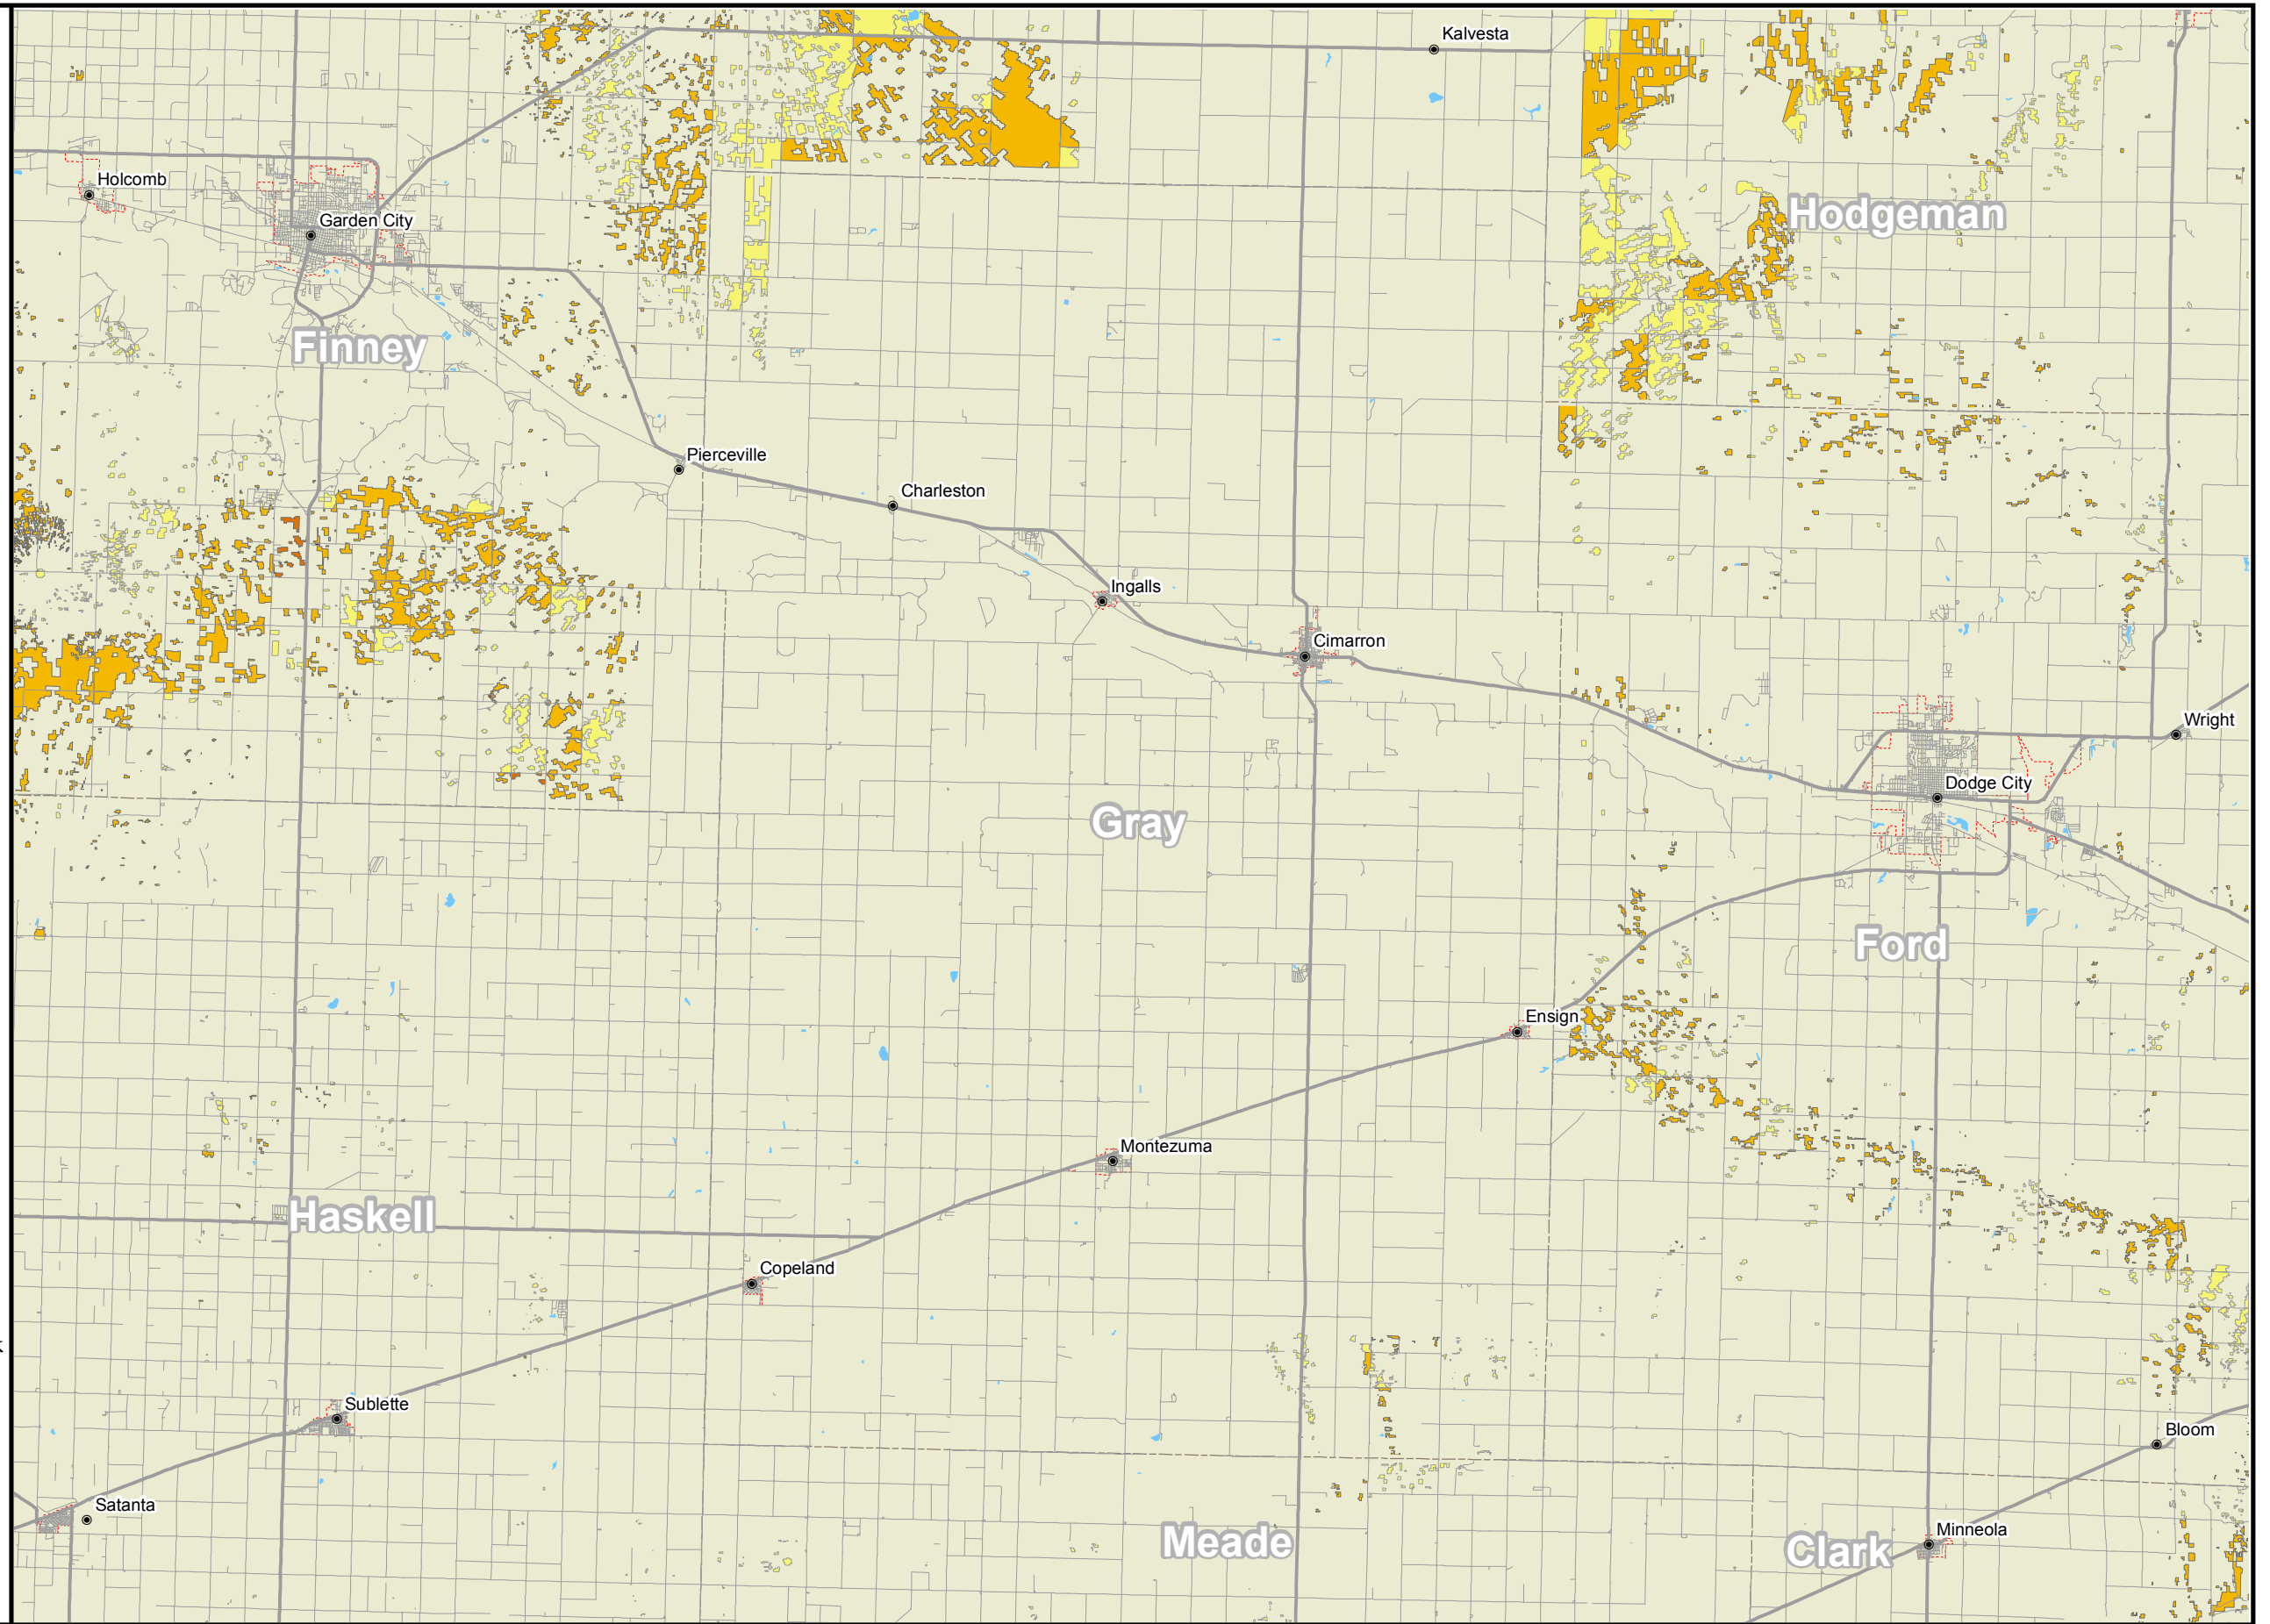 Kalvesta
Holcomb
Garden City
Hodgeman
Finney
Pierceville
Charleston
Ingalls
Cimarron
Wright
Dodge City
Gray
Ford
Ensign
Montezuma
Haskell
Copeland
Sublette
Bloom
Satanta
Meade
Clark
Minneola